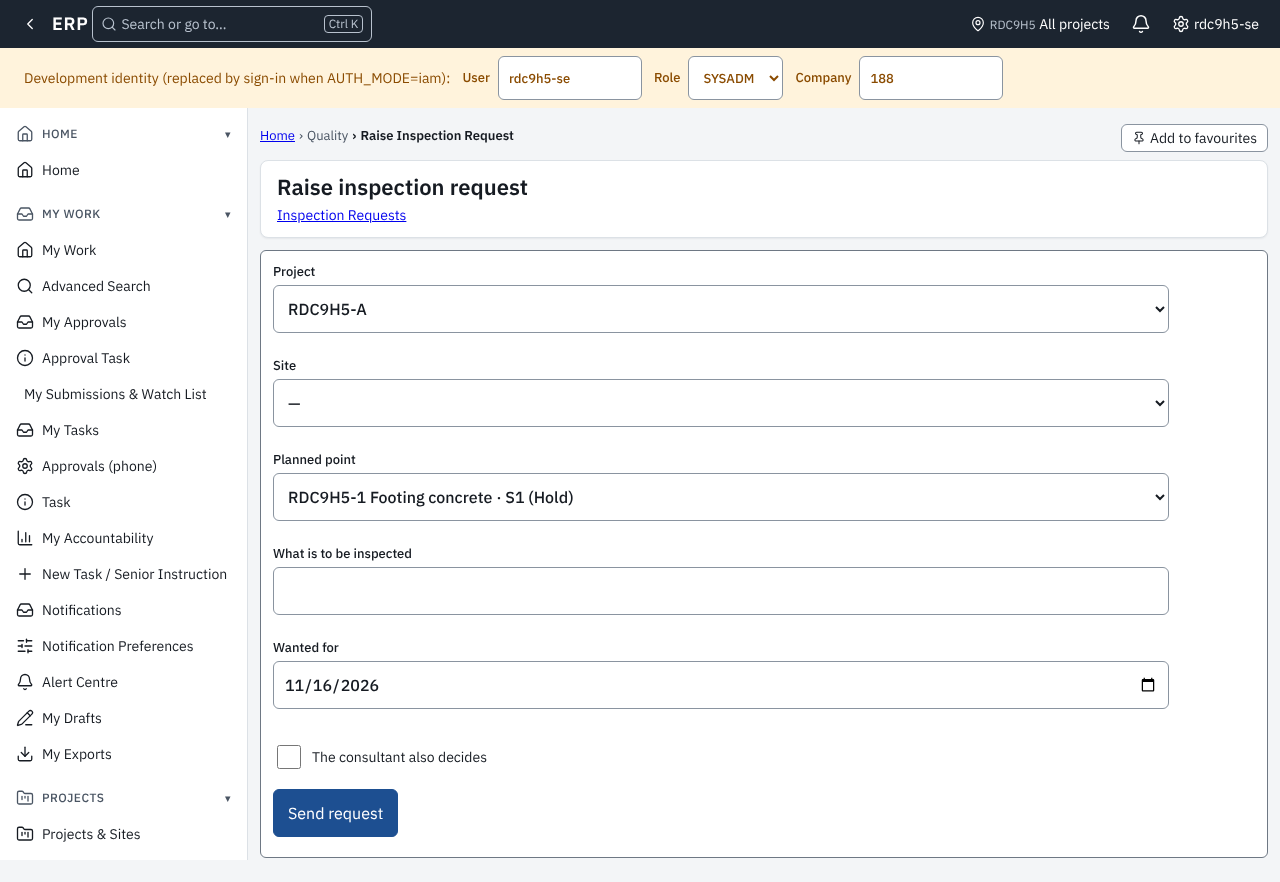 ERP
Search or go to...
Ctrl K
RDC9H5 All projects
rdc9h5-se
Development identity (replaced by sign-in when AUTH_MODE=iam): User rdc9h5-se Role SYSADM Company 188
HOME
Home
MY WORK
My Work
Advanced Search
My Approvals
Approval Task
My Submissions & Watch List
My Tasks
Approvals (phone)
Task
My Accountability
New Task / Senior Instruction
Notifications
Notification Preferences
Alert Centre
My Drafts
My Exports
PROJECTS
Projects & Sites
Home › Quality › Raise Inspection Request
Add to favourites
Raise inspection request
Inspection Requests
Project
RDC9H5-A
Site
—
Planned point
RDC9H5-1 Footing concrete · S1 (Hold)
What is to be inspected
Wanted for
11/16/2026
The consultant also decides
Send request